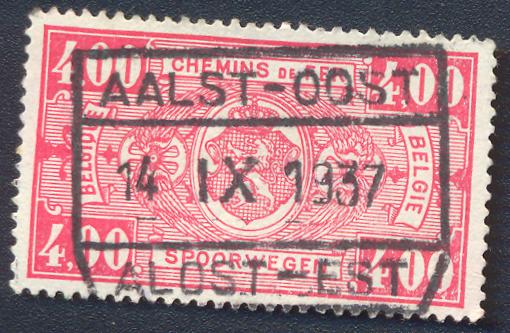 4.00 CHEMINS DE FER 4.00
AALST-OOST
BELGIQUE BELGIE
14 IX 1937
4,00 SPOORWEGEN 4.00
ALOST-EST